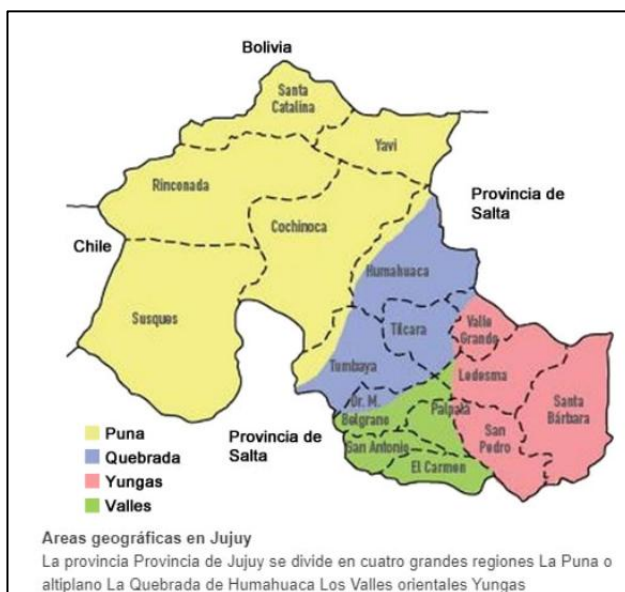 Bolivia
Santa
Catalina
Yavi
Rinconada
Provincia de
Salta
Cochinoca
Chile
Humahuaca
Susques
Tilcara
Valle
Grande
Tumbaya
Ledesma
Dr. M.
Belgrano
Palpalá
Santa
Bárbara
San
Pedro
Provincia de
Salta
San Antonio
El Carmen
Puna
Quebrada
Yungas
Valles
Areas geográficas en Jujuy
La provincia Provincia de Jujuy se divide en cuatro grandes regiones La Puna o
altiplano La Quebrada de Humahuaca Los Valles orientales Yungas